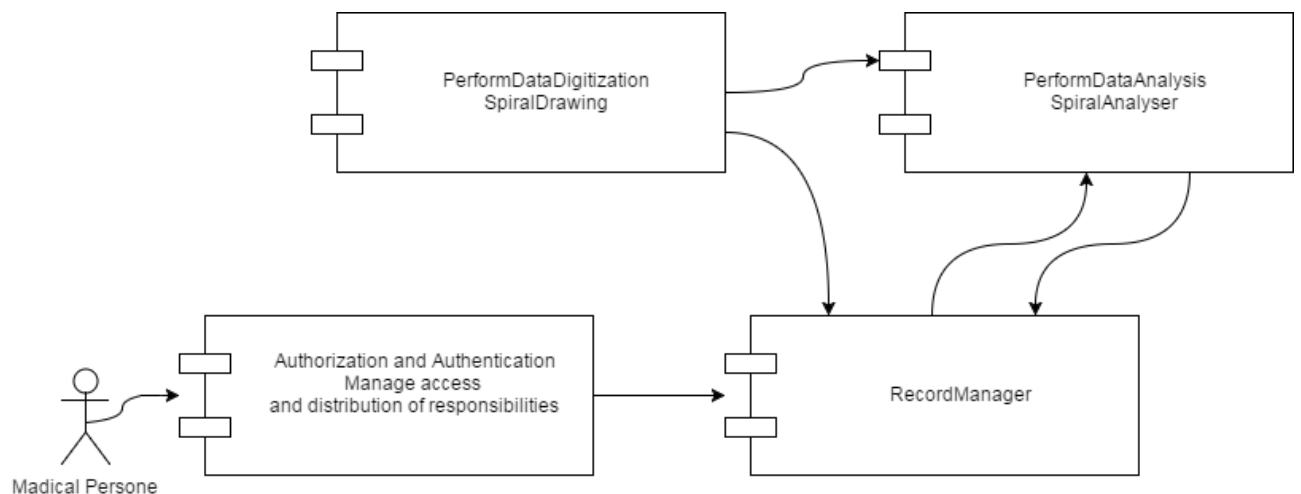 PerformDataDigitization
SpiralDrawing
PerformDataAnalysis
SpiralAnalyser
Authorization and Authentication
Manage access
and distribution of responsibilities
RecordManager
Madical Persone